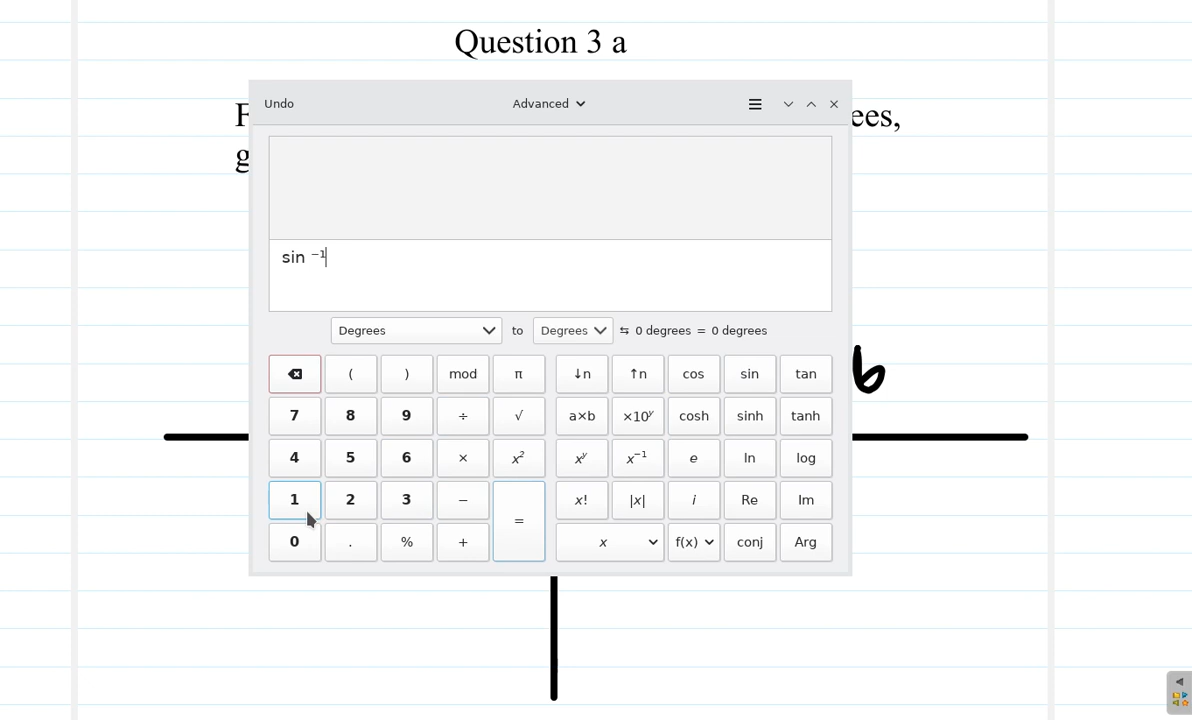 Question 3 a
F
ees,
g
Undo Advanced
sin ⁻¹
Degrees to Degrees ⇆ 0 degrees = 0 degrees
( ) mod π ↓n ↑n cos sin tan
7 8 9 ÷ √ a×b ×10ʸ cosh sinh tanh
4 5 6 × x² xʸ x⁻¹ e ln log
1 2 3 − = x! |x| i Re Im
0 . % + x f(x) conj Arg
b